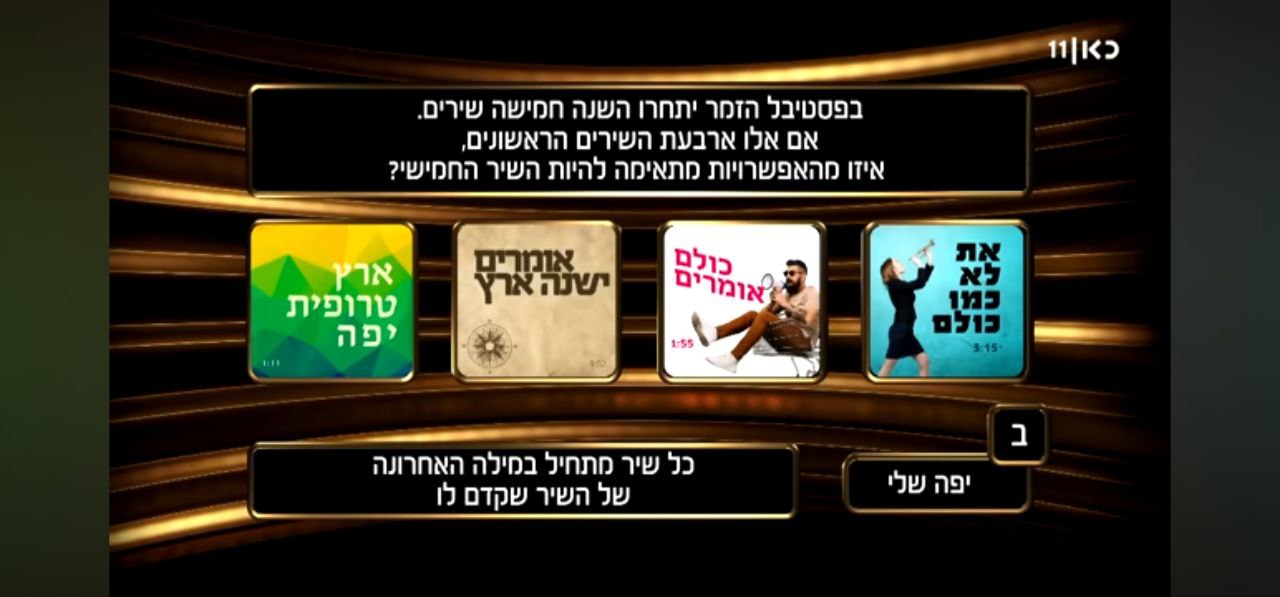 כאן|11
בפסטיבל הזמר יתחרו השנה חמישה שירים.
אם אלו ארבעת השירים הראשונים,
איזו מהאפשרויות מתאימה להיות השיר החמישי?
את
לא
כמו
כולם
3:15
כולם
אומרים
1:55
אומרים
ישנה ארץ
ארץ
טרופית
יפה
1:11
ב
יפה שלי
כל שיר מתחיל במילה האחרונה
של השיר שקדם לו